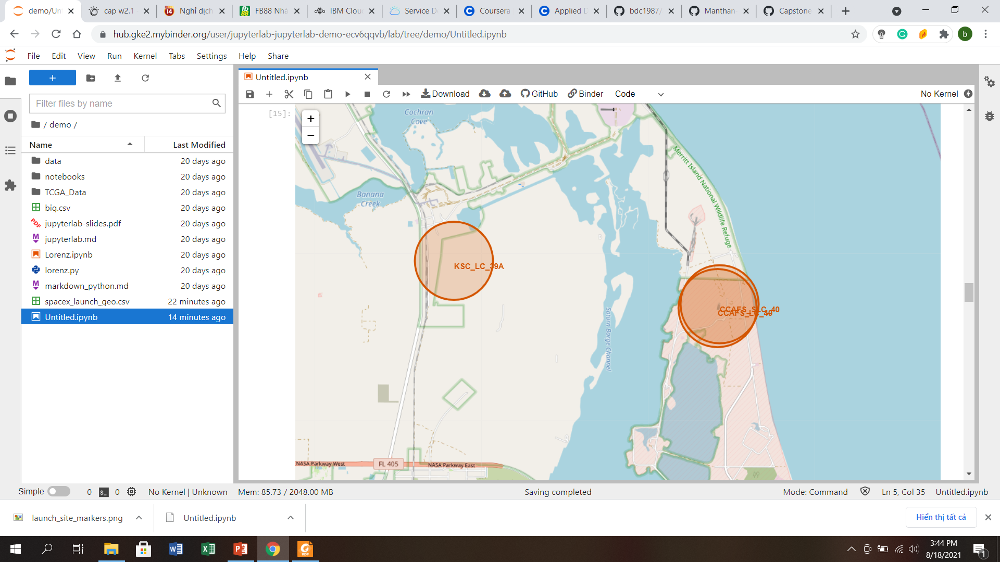 demo/Un
cap w2.1
Nghỉ dịch
FB88 Nhà
IBM Clou
Service D
Coursera
Applied D
bdc1987/
Manthan-
Capstone
hub.gke2.mybinder.org/user/jupyterlab-jupyterlab-demo-ecv6qqvb/lab/tree/demo/Untitled.ipynb
b
File Edit View Run Kernel Tabs Settings Help Share
Untitled.ipynb
Download GitHub Binder Code No Kernel
Filter files by name
/ demo /
Name Last Modified
data 20 days ago
notebooks 20 days ago
TCGA_Data 20 days ago
big.csv 20 days ago
jupyterlab-slides.pdf 20 days ago
jupyterlab.md 20 days ago
Lorenz.ipynb 20 days ago
lorenz.py 20 days ago
markdown_python.md 20 days ago
spacex_launch_geo.csv 22 minutes ago
Untitled.ipynb 14 minutes ago
[15]:
+
−
Cochran
Cove
Banana
Creek
Merritt Island National Wildlife Refuge
KSC_LC_39A
CCAFS_SLC_40
CCAFS_LC_40
Saturn Barge Channel
NASA Parkway West
FL 405
NASA Parkway East
Simple 0 $_ 0 No Kernel | Unknown Mem: 85.73 / 2048.00 MB Saving completed Mode: Command Ln 5, Col 35 Untitled.ipynb
launch_site_markers.png
Untitled.ipynb
Hiển thị tất cả
3:44 PM
8/18/2021
1